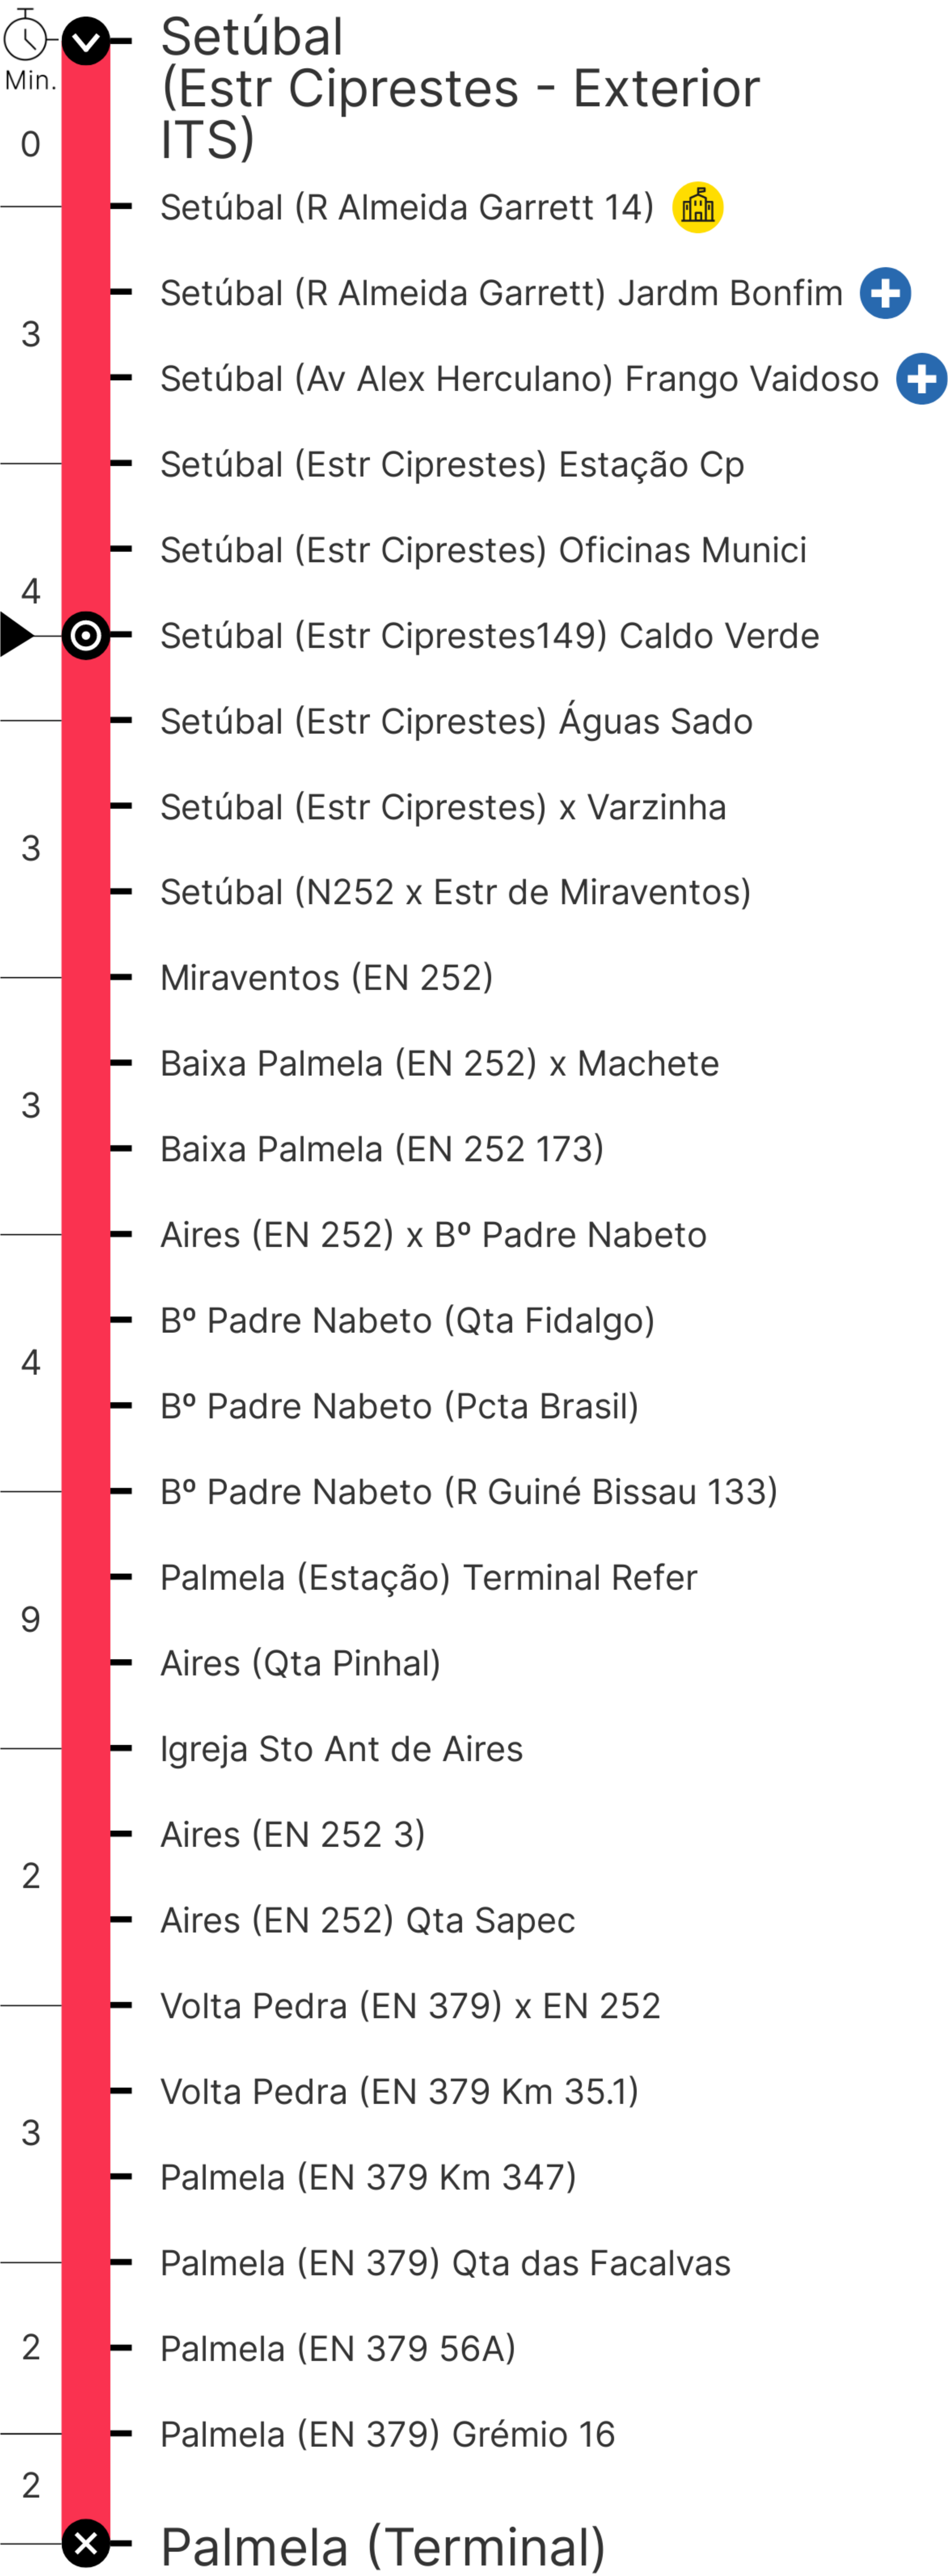 Setúbal
(Estr Ciprestes - Exterior
ITS)
Min.
0
Setúbal (R Almeida Garrett 14)
Setúbal (R Almeida Garrett) Jardm Bonfim
3
Setúbal (Av Alex Herculano) Frango Vaidoso
Setúbal (Estr Ciprestes) Estação Cp
Setúbal (Estr Ciprestes) Oficinas Munici
4
Setúbal (Estr Ciprestes149) Caldo Verde
Setúbal (Estr Ciprestes) Águas Sado
Setúbal (Estr Ciprestes) x Varzinha
3
Setúbal (N252 x Estr de Miraventos)
Miraventos (EN 252)
Baixa Palmela (EN 252) x Machete
3
Baixa Palmela (EN 252 173)
Aires (EN 252) x Bº Padre Nabeto
Bº Padre Nabeto (Qta Fidalgo)
4
Bº Padre Nabeto (Pcta Brasil)
Bº Padre Nabeto (R Guiné Bissau 133)
Palmela (Estação) Terminal Refer
9
Aires (Qta Pinhal)
Igreja Sto Ant de Aires
Aires (EN 252 3)
2
Aires (EN 252) Qta Sapec
Volta Pedra (EN 379) x EN 252
Volta Pedra (EN 379 Km 35.1)
3
Palmela (EN 379 Km 347)
Palmela (EN 379) Qta das Facalvas
2
Palmela (EN 379 56A)
Palmela (EN 379) Grémio 16
2
Palmela (Terminal)